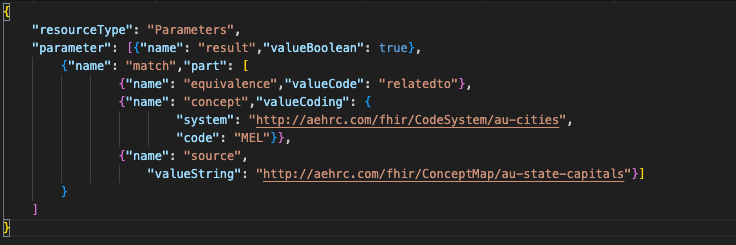 {
"resourceType": "Parameters",
"parameter": [{"name": "result","valueBoolean": true},
{"name": "match","part": [
{"name": "equivalence","valueCode": "relatedto"},
{"name": "concept","valueCoding": {
"system": "http://aehrc.com/fhir/CodeSystem/au-cities",
"code": "MEL"}},
{"name": "source",
"valueString": "http://aehrc.com/fhir/ConceptMap/au-state-capitals"}]
}
]
}